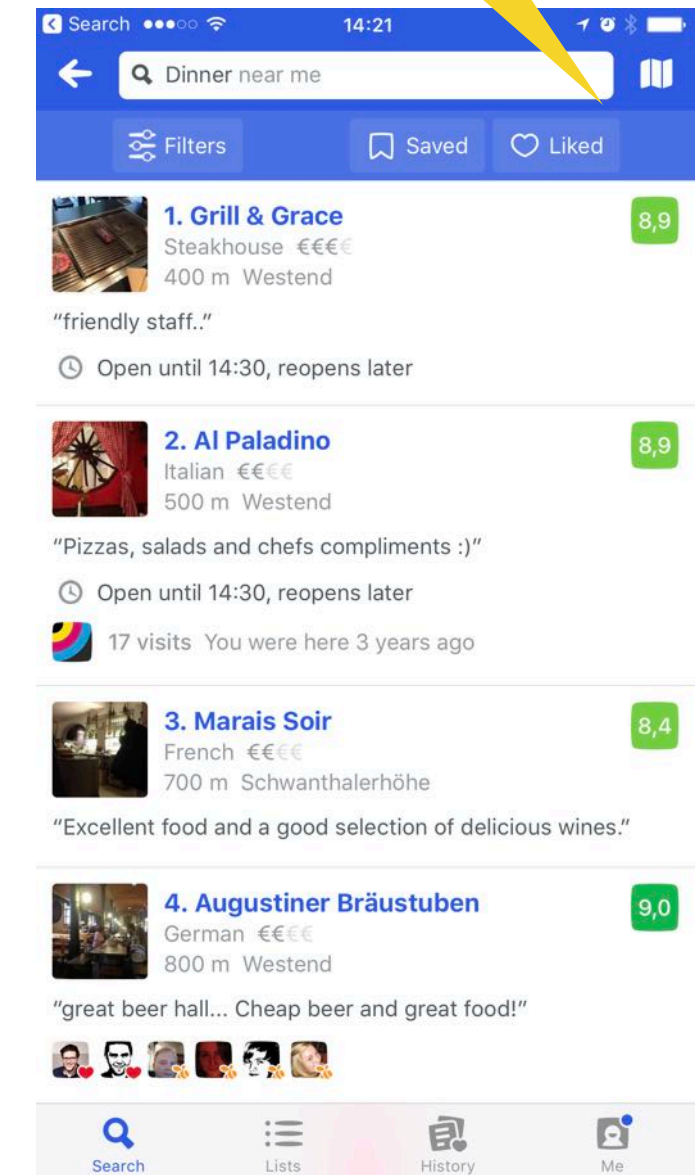 Search 14:21
Dinner near me
Filters Saved Liked
1. Grill & Grace 8,9
Steakhouse €€€€
400 m Westend
"friendly staff.."
Open until 14:30, reopens later
2. Al Paladino 8,9
Italian €€€€
500 m Westend
"Pizzas, salads and chefs compliments :)"
Open until 14:30, reopens later
17 visits You were here 3 years ago
3. Marais Soir 8,4
French €€€€
700 m Schwanthalerhöhe
"Excellent food and a good selection of delicious wines."
4. Augustiner Bräustuben 9,0
German €€€€
800 m Westend
"great beer hall... Cheap beer and great food!"
Search Lists History Me